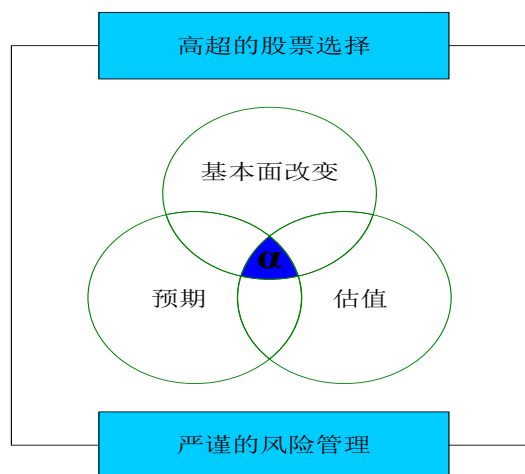 高超的股票选择
基本面改变
α
预期
估值
严谨的风险管理